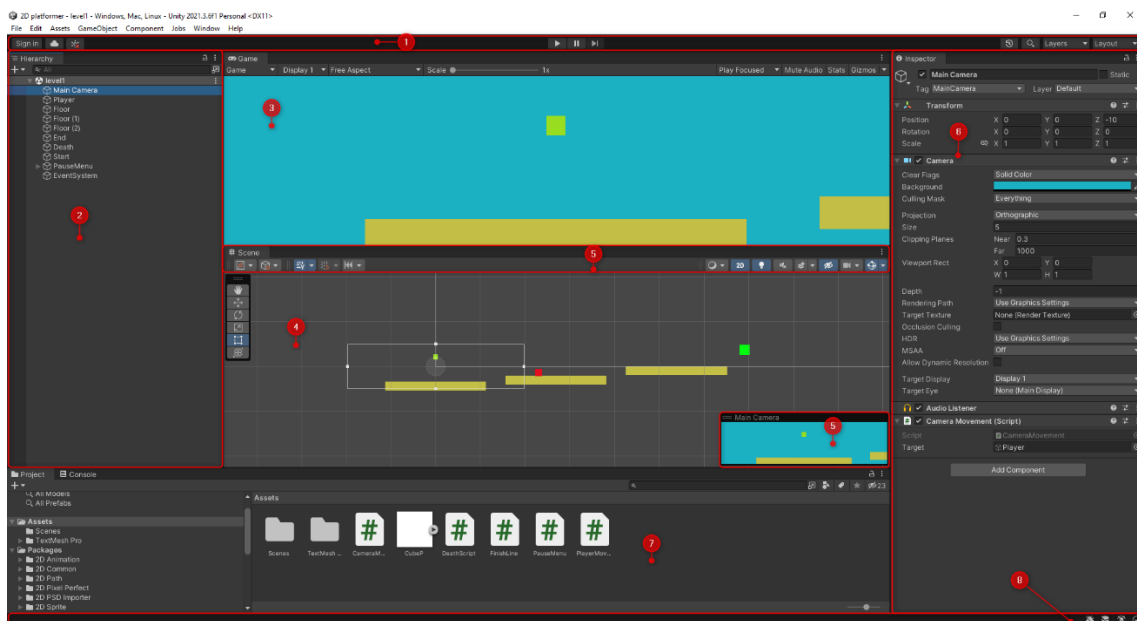 2D platformer - level1 - Windows, Mac, Linux - Unity 2021.3.6f1 Personal <DX11>
File Edit Assets GameObject Component Jobs Window Help
Sign in 1 Layers Layout
Hierarchy
All
level1
Main Camera
Player
Floor
Floor (1)
Floor (2)
End
Death
Start
PauseMenu
EventSystem
2
Game
Game Display 1 Free Aspect Scale 1x Play Focused Mute Audio Stats Gizmos
3
Scene
5
2D
4
Main Camera
5
Inspector
Main Camera Static
Tag MainCamera Layer Default
Transform
Position X 0 Y 0 Z -10
Rotation X 0 Y 0 Z 0
6
Scale X 1 Y 1 Z 1
Camera
Clear Flags Solid Color
Background
Culling Mask Everything
Projection Orthographic
Size 5
Clipping Planes Near 0.3
Far 1000
Viewport Rect X 0 Y 0
W 1 H 1
Depth -1
Rendering Path Use Graphics Settings
Target Texture None (Render Texture)
Occlusion Culling
HDR Use Graphics Settings
MSAA Off
Allow Dynamic Resolution
Target Display Display 1
Target Eye None (Main Display)
Audio Listener
# Camera Movement (Script)
Script CameraMovement
Target Player
Add Component
Project Console
23
All Models
All Prefabs
Assets
Scenes
TextMesh Pro
Packages
2D Animation
2D Common
2D Path
2D Pixel Perfect
2D PSD Importer
2D Sprite
Assets
# # # # #
Scenes TextMesh ... CameraM... CubeP DeathScript FinishLine PauseMenu PlayerMov...
7
8